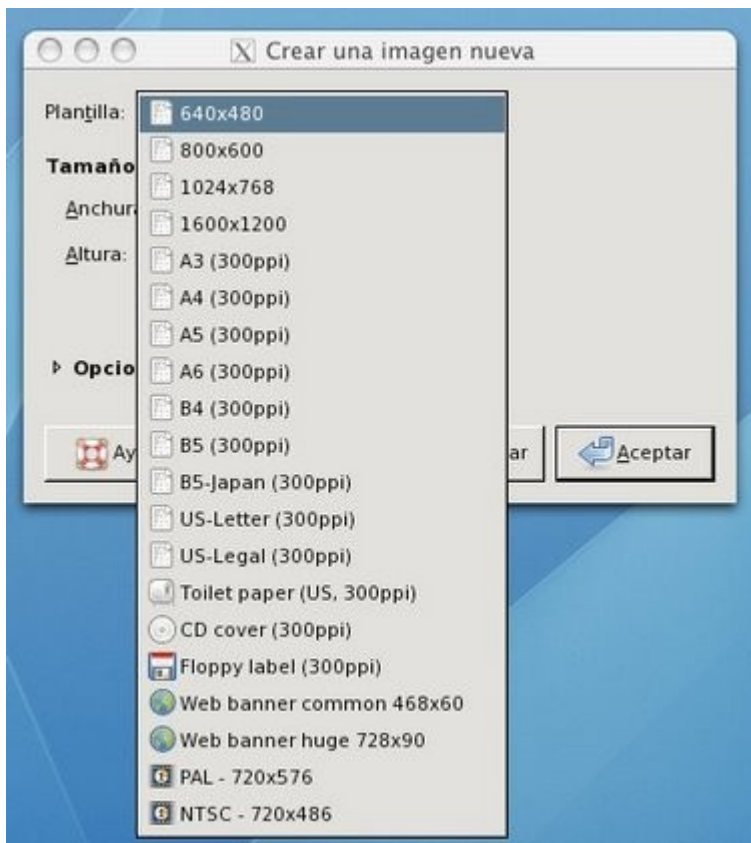 Crear una imagen nueva
Plantilla:
640x480
800x600
1024x768
1600x1200
A3 (300ppi)
A4 (300ppi)
A5 (300ppi)
A6 (300ppi)
B4 (300ppi)
B5 (300ppi)
B5-Japan (300ppi)
US-Letter (300ppi)
US-Legal (300ppi)
Toilet paper (US, 300ppi)
CD cover (300ppi)
Floppy label (300ppi)
Web banner common 468x60
Web banner huge 728x90
PAL - 720x576
NTSC - 720x486
Tamaño
Anchura
Altura:
Opcio
Ay
ar
Aceptar